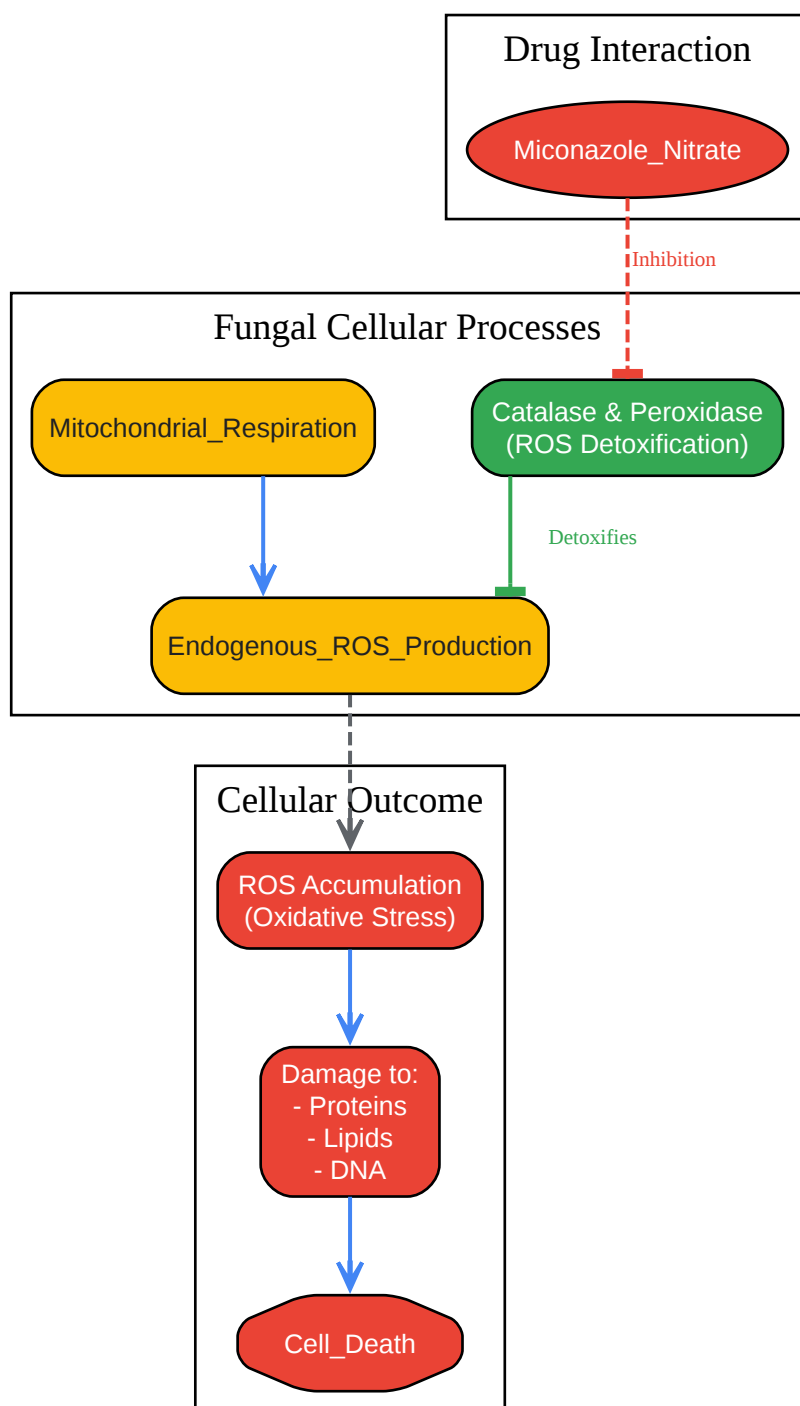 Drug Interaction
Miconazole_Nitrate
Inhibition
Fungal Cellular Processes
Mitochondrial_Respiration
Catalase & Peroxidase
(ROS Detoxification)
Detoxifies
Endogenous_ROS_Production
Cellular Outcome
ROS Accumulation
(Oxidative Stress)
Damage to:
- Proteins
- Lipids
- DNA
Cell_Death